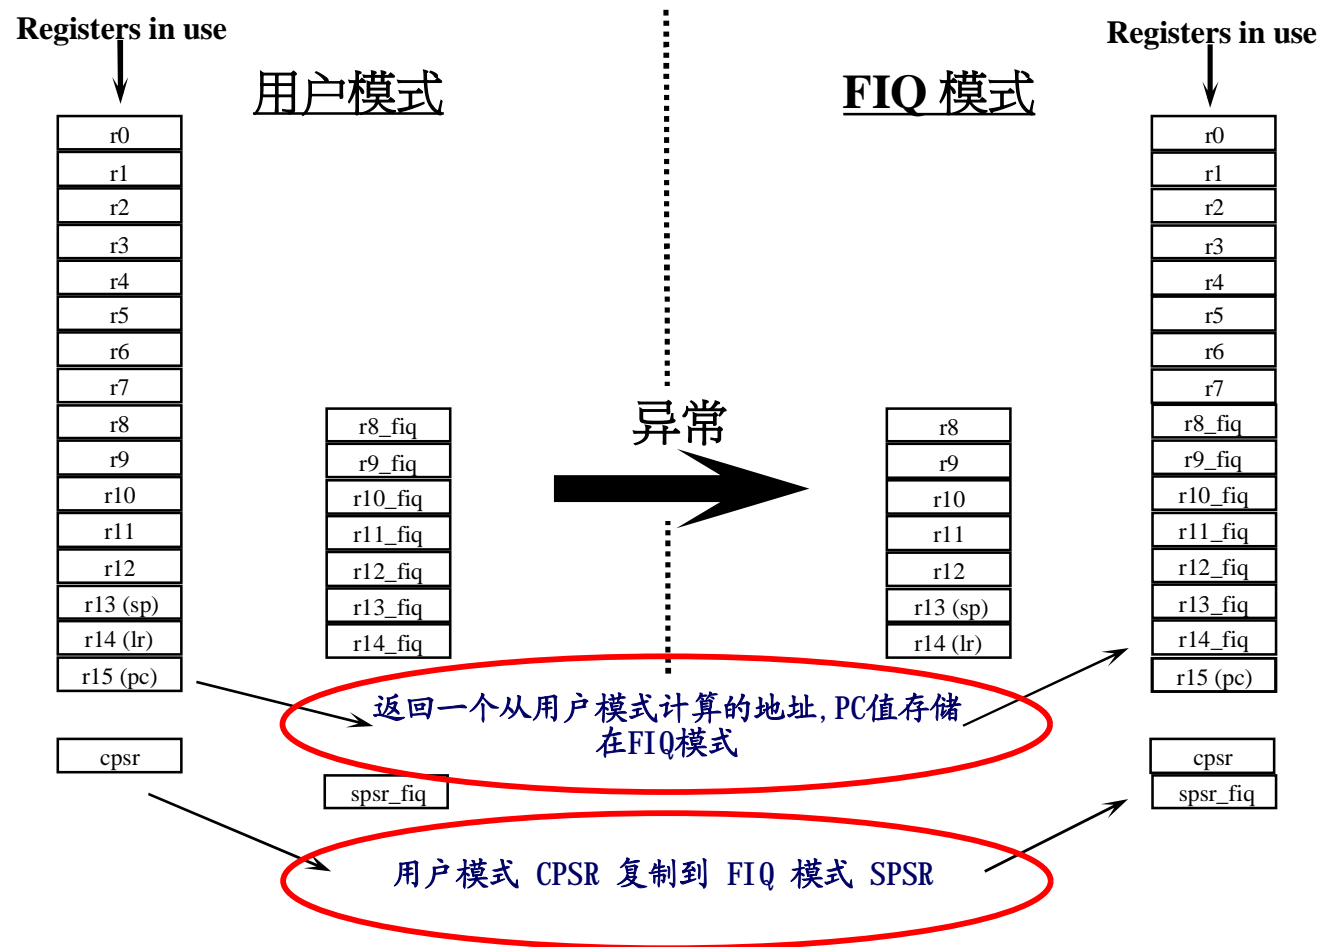 Registers in use
Registers in use
用户模式
FIQ 模式
r0
r1
r2
r3
r4
r5
r6
r7
r8
r9
r10
r11
r12
r13 (sp)
r14 (lr)
r15 (pc)
cpsr
r8_fiq
r9_fiq
r10_fiq
r11_fiq
r12_fiq
r13_fiq
r14_fiq
spsr_fiq
异常
返回一个从用户模式计算的地址,PC值存储
在FIQ模式
用户模式 CPSR 复制到 FIQ 模式 SPSR
r8
r9
r10
r11
r12
r13 (sp)
r14 (lr)
r0
r1
r2
r3
r4
r5
r6
r7
r8_fiq
r9_fiq
r10_fiq
r11_fiq
r12_fiq
r13_fiq
r14_fiq
r15 (pc)
cpsr
spsr_fiq